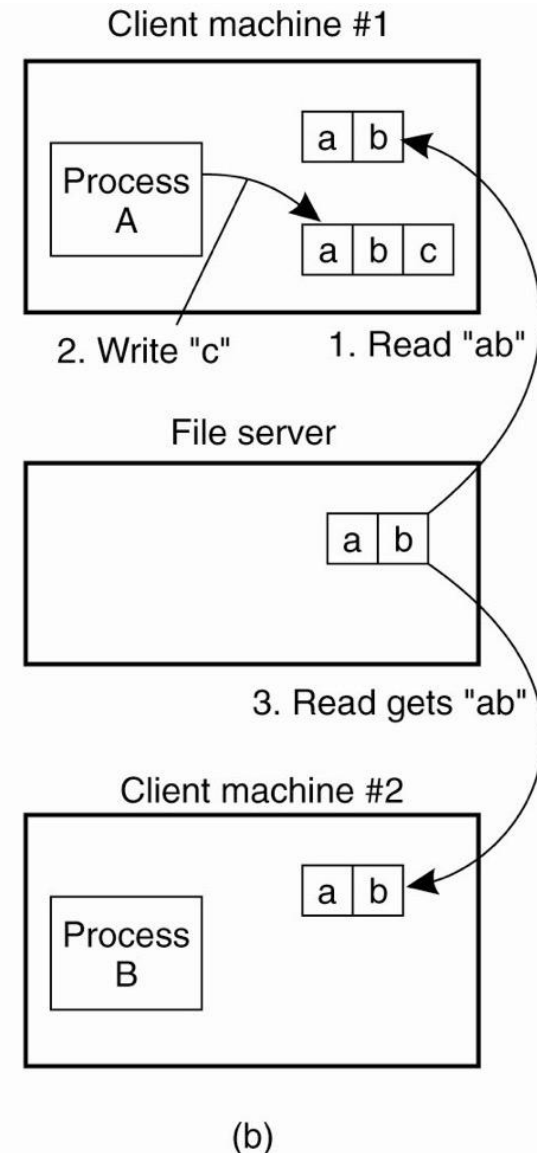 Client machine #1
a b
Process
A
a b c
2. Write "c"
1. Read "ab"
File server
a b
3. Read gets "ab"
Client machine #2
a b
Process
B
(b)